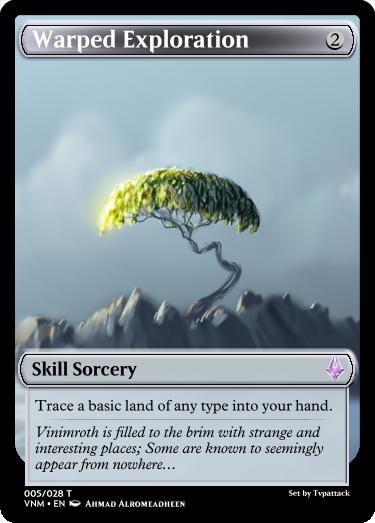 Warped Exploration 2
Skill Sorcery
Trace a basic land of any type into your hand.
Vinimroth is filled to the brim with strange and
interesting places; Some are known to seemingly
appear from nowhere…
005/028 T
Set by Tvpattack
VNM • EN Ahmad Alromeadheen